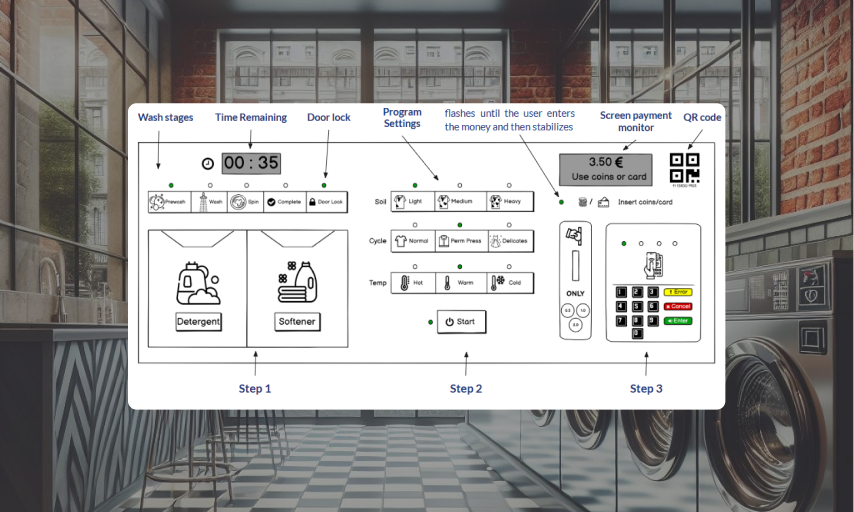 Wash stages
Time Remaining
Door lock
Program
Settings
flashes until the user enters
the money and then stabilizes
Screen payment
monitor
QR code
00 : 35
3.50 €
Use coins or card
Prewash
Wash
Spin
Complete
Door Lock
Soil
Light
Medium
Heavy
/ Insert coins/card
Cycle
Normal
Perm Press
Delicates
Temp
Hot
Warm
Cold
Detergent
Softener
Start
ONLY
0.5
1.0
2.0
1 2 3
4 5 6
7 8 9
0
Error
Cancel
Enter
Step 1
Step 2
Step 3